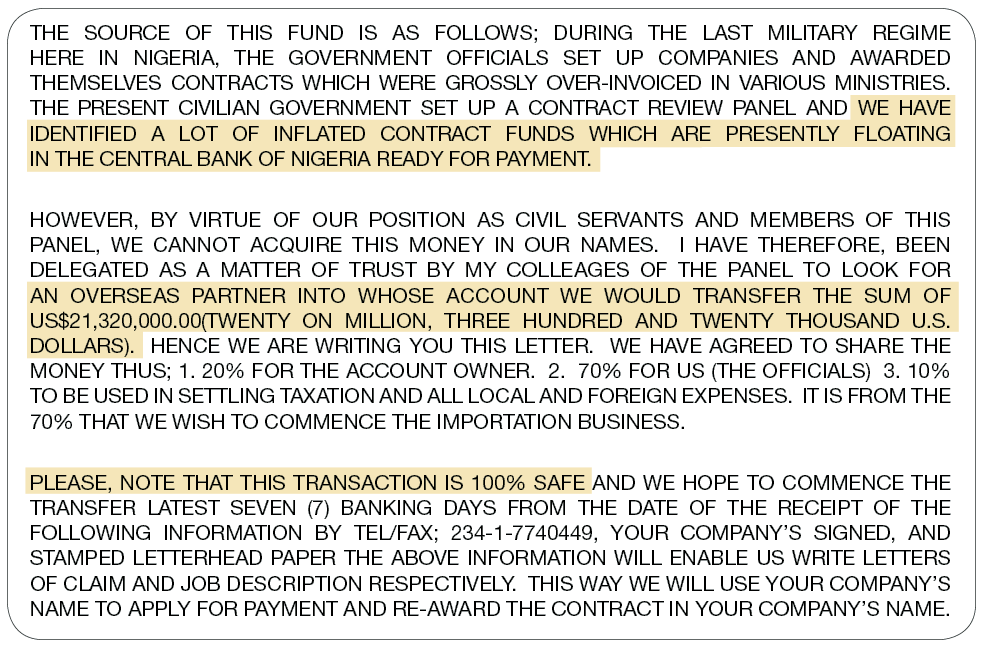 THE SOURCE OF THIS FUND IS AS FOLLOWS; DURING THE LAST MILITARY REGIME
HERE IN NIGERIA, THE GOVERNMENT OFFICIALS SET UP COMPANIES AND AWARDED
THEMSELVES CONTRACTS WHICH WERE GROSSLY OVER-INVOICED IN VARIOUS MINISTRIES.
THE PRESENT CIVILIAN GOVERNMENT SET UP A CONTRACT REVIEW PANEL AND WE HAVE
IDENTIFIED A LOT OF INFLATED CONTRACT FUNDS WHICH ARE PRESENTLY FLOATING
IN THE CENTRAL BANK OF NIGERIA READY FOR PAYMENT.
HOWEVER, BY VIRTUE OF OUR POSITION AS CIVIL SERVANTS AND MEMBERS OF THIS
PANEL, WE CANNOT ACQUIRE THIS MONEY IN OUR NAMES. I HAVE THEREFORE, BEEN
DELEGATED AS A MATTER OF TRUST BY MY COLLEAGES OF THE PANEL TO LOOK FOR
AN OVERSEAS PARTNER INTO WHOSE ACCOUNT WE WOULD TRANSFER THE SUM OF
US$21,320,000.00(TWENTY ON MILLION, THREE HUNDRED AND TWENTY THOUSAND U.S.
DOLLARS). HENCE WE ARE WRITING YOU THIS LETTER. WE HAVE AGREED TO SHARE THE
MONEY THUS; 1. 20% FOR THE ACCOUNT OWNER. 2. 70% FOR US (THE OFFICIALS) 3. 10%
TO BE USED IN SETTLING TAXATION AND ALL LOCAL AND FOREIGN EXPENSES. IT IS FROM THE
70% THAT WE WISH TO COMMENCE THE IMPORTATION BUSINESS.
PLEASE, NOTE THAT THIS TRANSACTION IS 100% SAFE AND WE HOPE TO COMMENCE THE
TRANSFER LATEST SEVEN (7) BANKING DAYS FROM THE DATE OF THE RECEIPT OF THE
FOLLOWING INFORMATION BY TEL/FAX; 234-1-7740449, YOUR COMPANY'S SIGNED, AND
STAMPED LETTERHEAD PAPER THE ABOVE INFORMATION WILL ENABLE US WRITE LETTERS
OF CLAIM AND JOB DESCRIPTION RESPECTIVELY. THIS WAY WE WILL USE YOUR COMPANY'S
NAME TO APPLY FOR PAYMENT AND RE-AWARD THE CONTRACT IN YOUR COMPANY'S NAME.